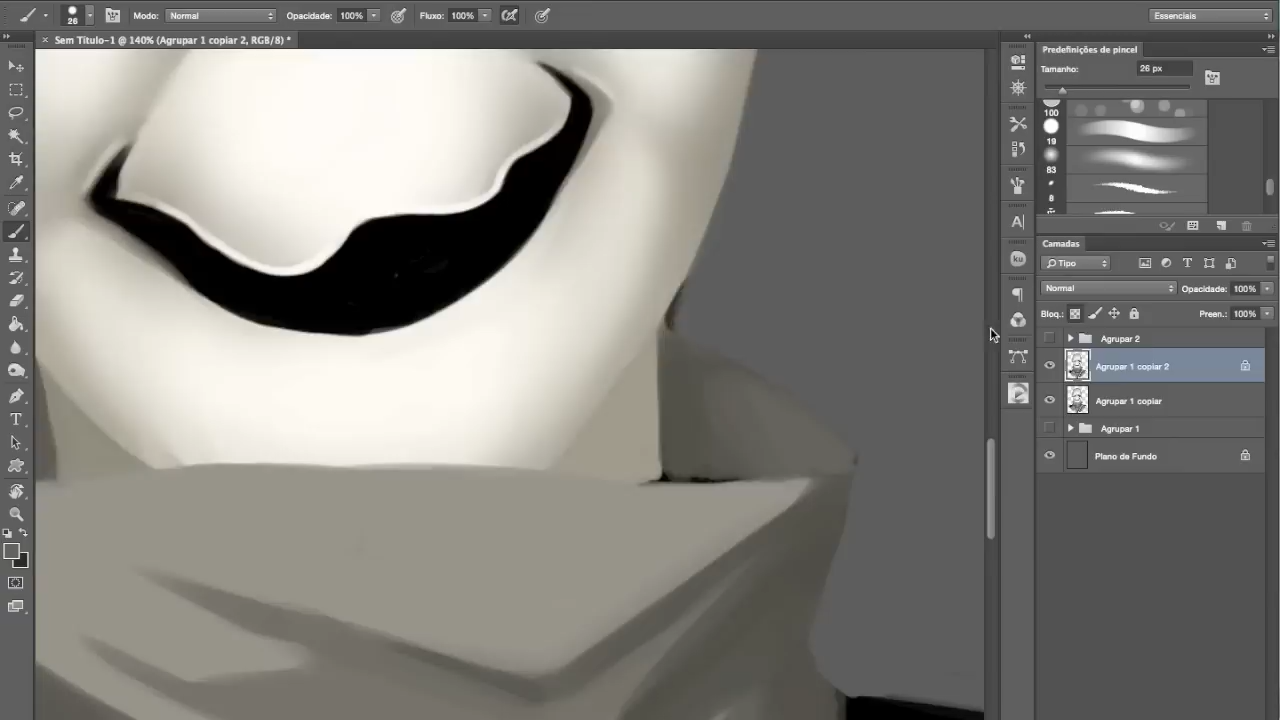 26
Modo:
Normal
Opacidade:
100%
Fluxo:
100%
Essenciais
Sem Título-1 @ 140% (Agrupar 1 copiar 2, RGB/8) *
Predefinições de pincel
Tamanho:
26 px
100
19
83
8
Camadas
Tipo
Normal
Opacidade:
100%
Bloq.:
Preen.:
100%
Agrupar 2
Agrupar 1 copiar 2
Agrupar 1 copiar
Agrupar 1
Plano de Fundo
A
ku
T